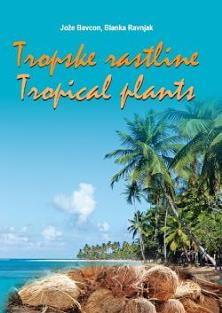 Jože Bavcon, Blanka Ravnjak
Tropske rastline
Tropical plants